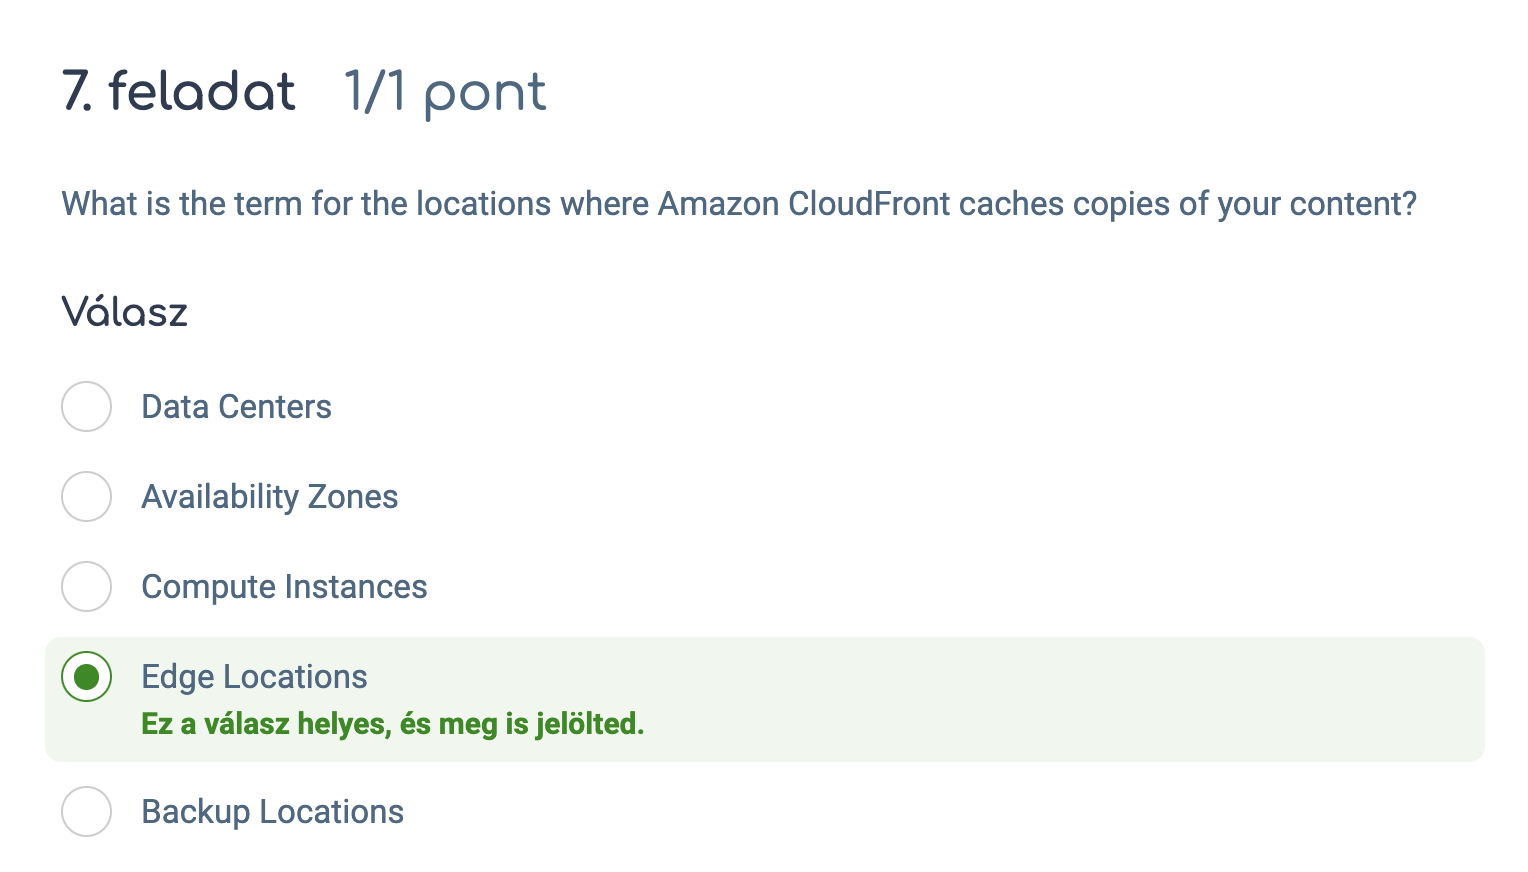 7. feladat 1/1 pont
What is the term for the locations where Amazon CloudFront caches copies of your content?
Válasz
Data Centers
Availability Zones
Compute Instances
Edge Locations
Ez a válasz helyes, és meg is jelölted.
Backup Locations